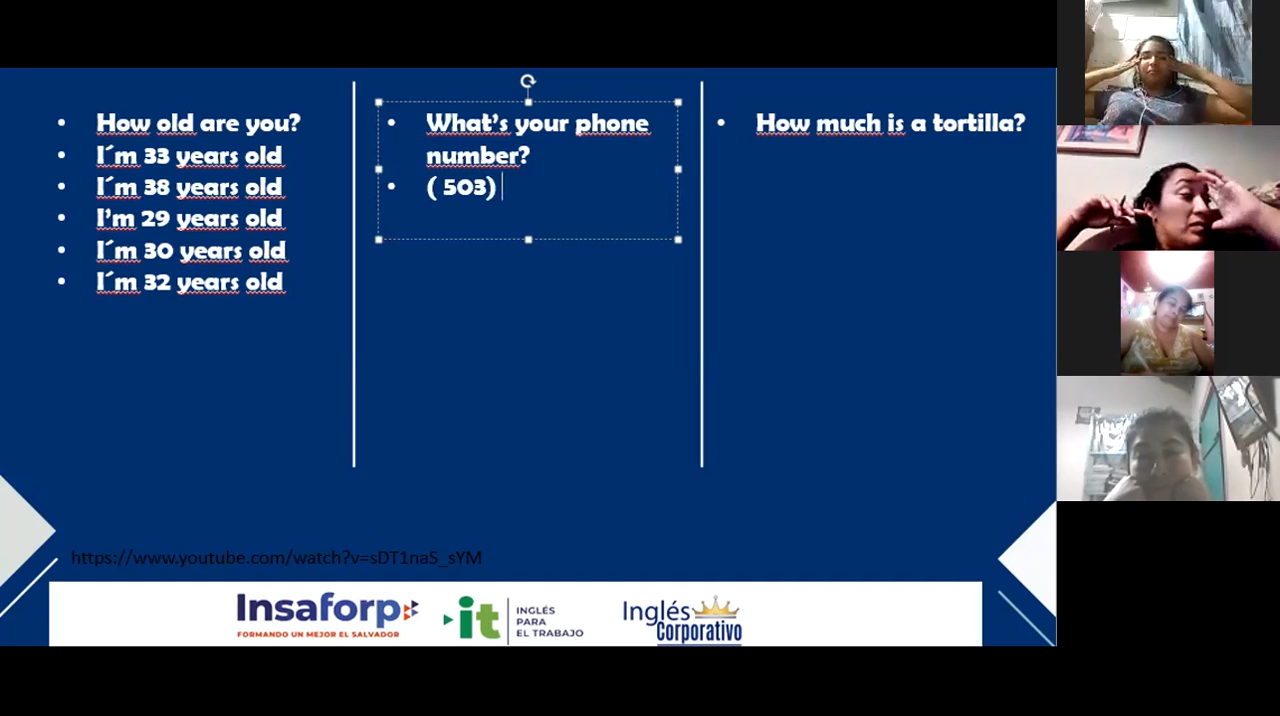 How old are you?
I´m 33 years old
I´m 38 years old
I'm 29 years old
I´m 30 years old
I´m 32 years old
What's your phone
number?
( 503)
How much is a tortilla?
https://www.youtube.com/watch?v=sDT1naS_sYM
Insaforp
FORMANDO UN MEJOR EL SALVADOR
it
INGLÉS
PARA
EL TRABAJO
Inglés
Corporativo